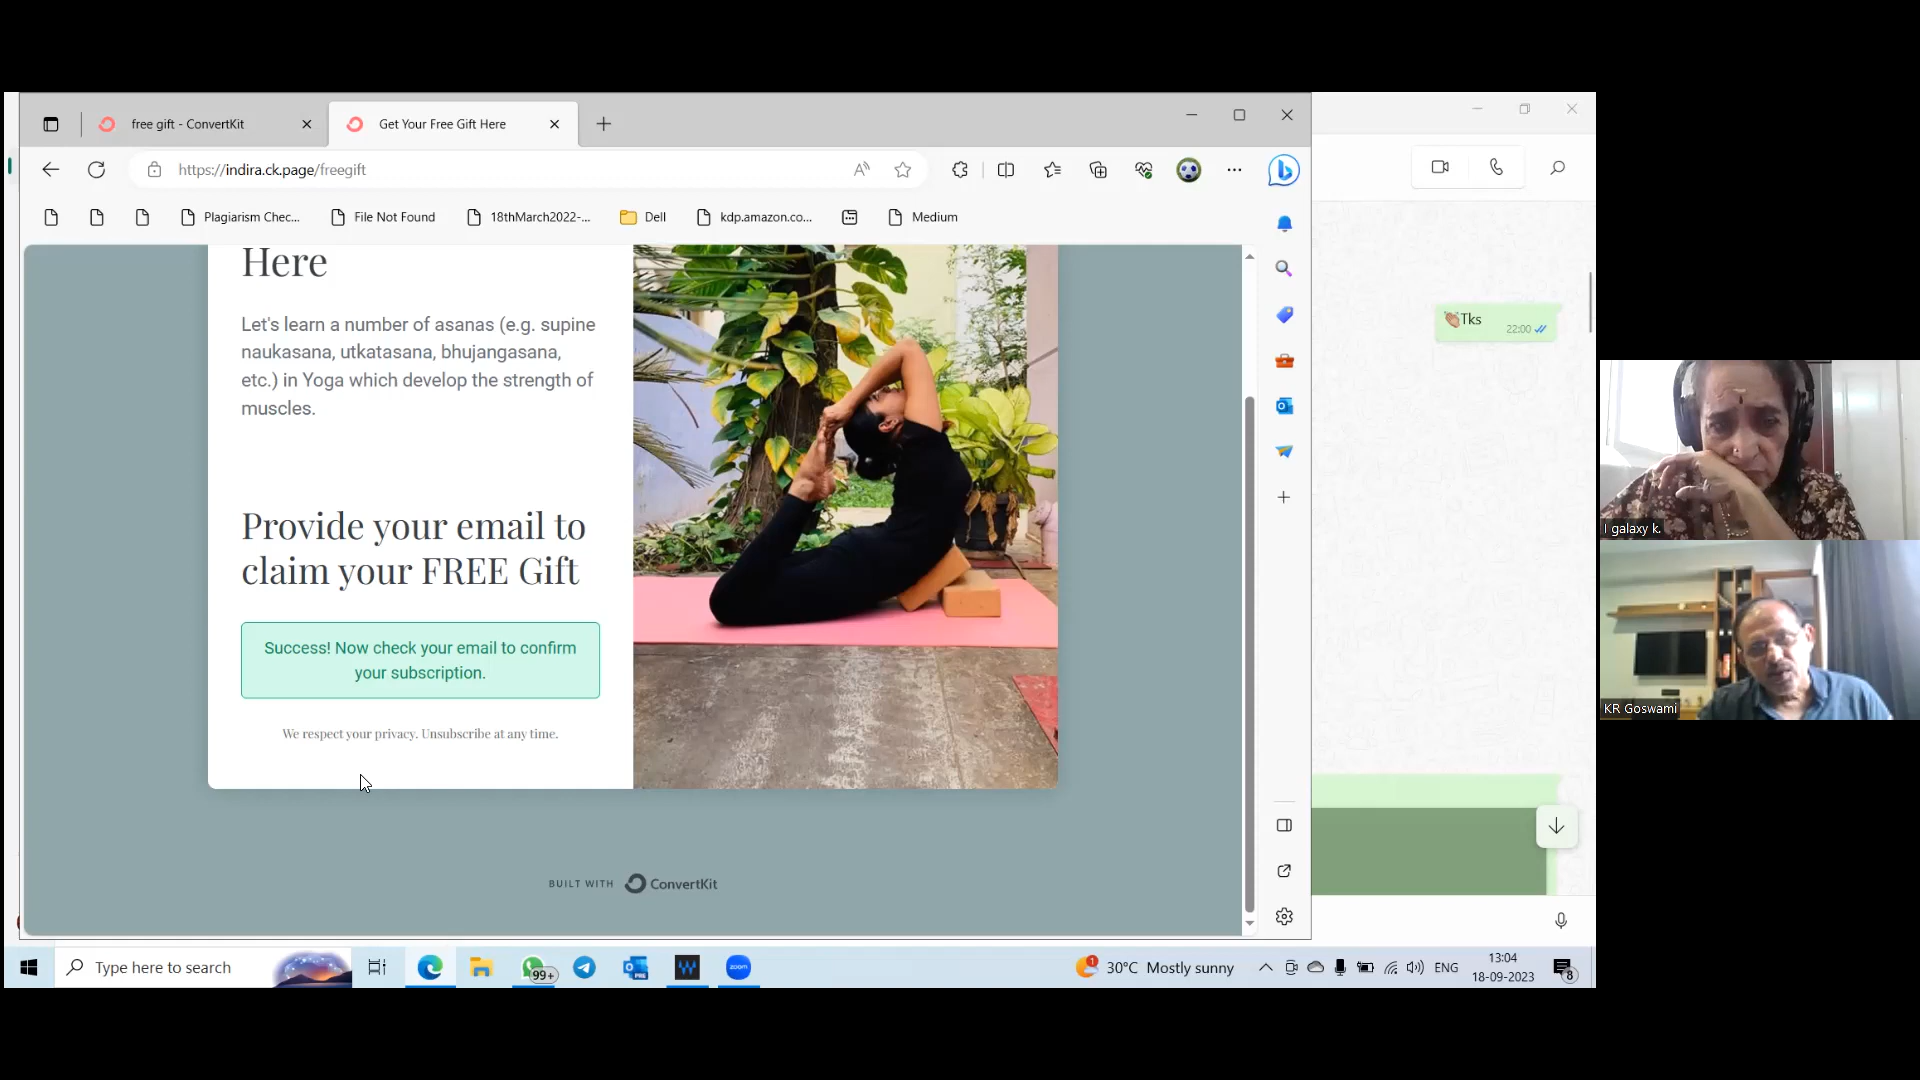 free gift - ConvertKit
Get Your Free Gift Here
https://indira.ck.page/freegift
Plagiarism Chec...
File Not Found
18thMarch2022-...
Dell
kdp.amazon.co...
Medium
Here
Let's learn a number of asanas (e.g. supine
naukasana, utkatasana, bhujangasana,
etc.) in Yoga which develop the strength of
muscles.
Provide your email to
claim your FREE Gift
Success! Now check your email to confirm
your subscription.
We respect your privacy. Unsubscribe at any time.
BUILT WITH ConvertKit
👏Tks
22:00
I galaxy k.
KR Goswami
Type here to search
99+
zoom
1
30°C Mostly sunny
ENG
13:04
18-09-2023
8